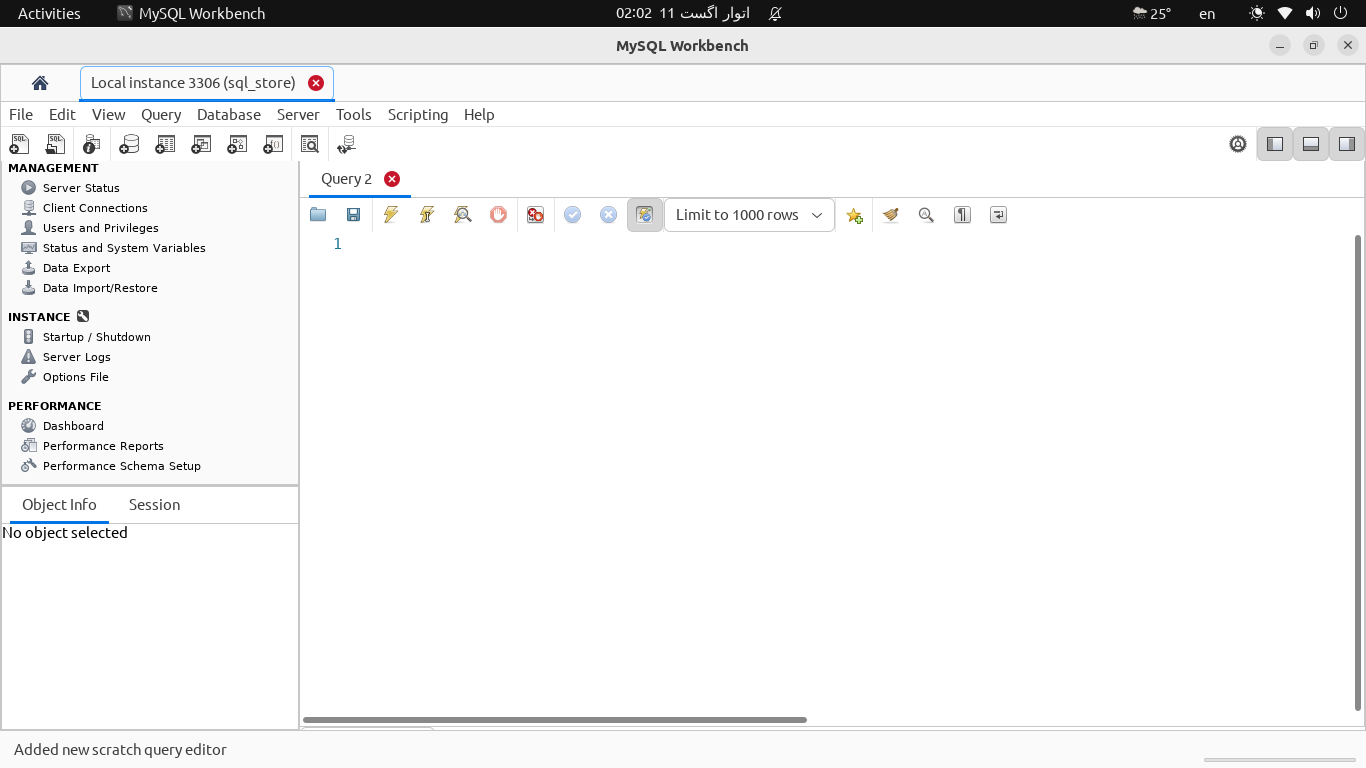 Activities MySQL Workbench 02:02 اتوار اگست 11 25° en
MySQL Workbench
Local instance 3306 (sql_store)
File Edit View Query Database Server Tools Scripting Help
MANAGEMENT
Server Status
Client Connections
Users and Privileges
Status and System Variables
Data Export
Data Import/Restore
INSTANCE
Startup / Shutdown
Server Logs
Options File
PERFORMANCE
Dashboard
Performance Reports
Performance Schema Setup
Object Info Session
No object selected
Query 2
Limit to 1000 rows
1
Added new scratch query editor